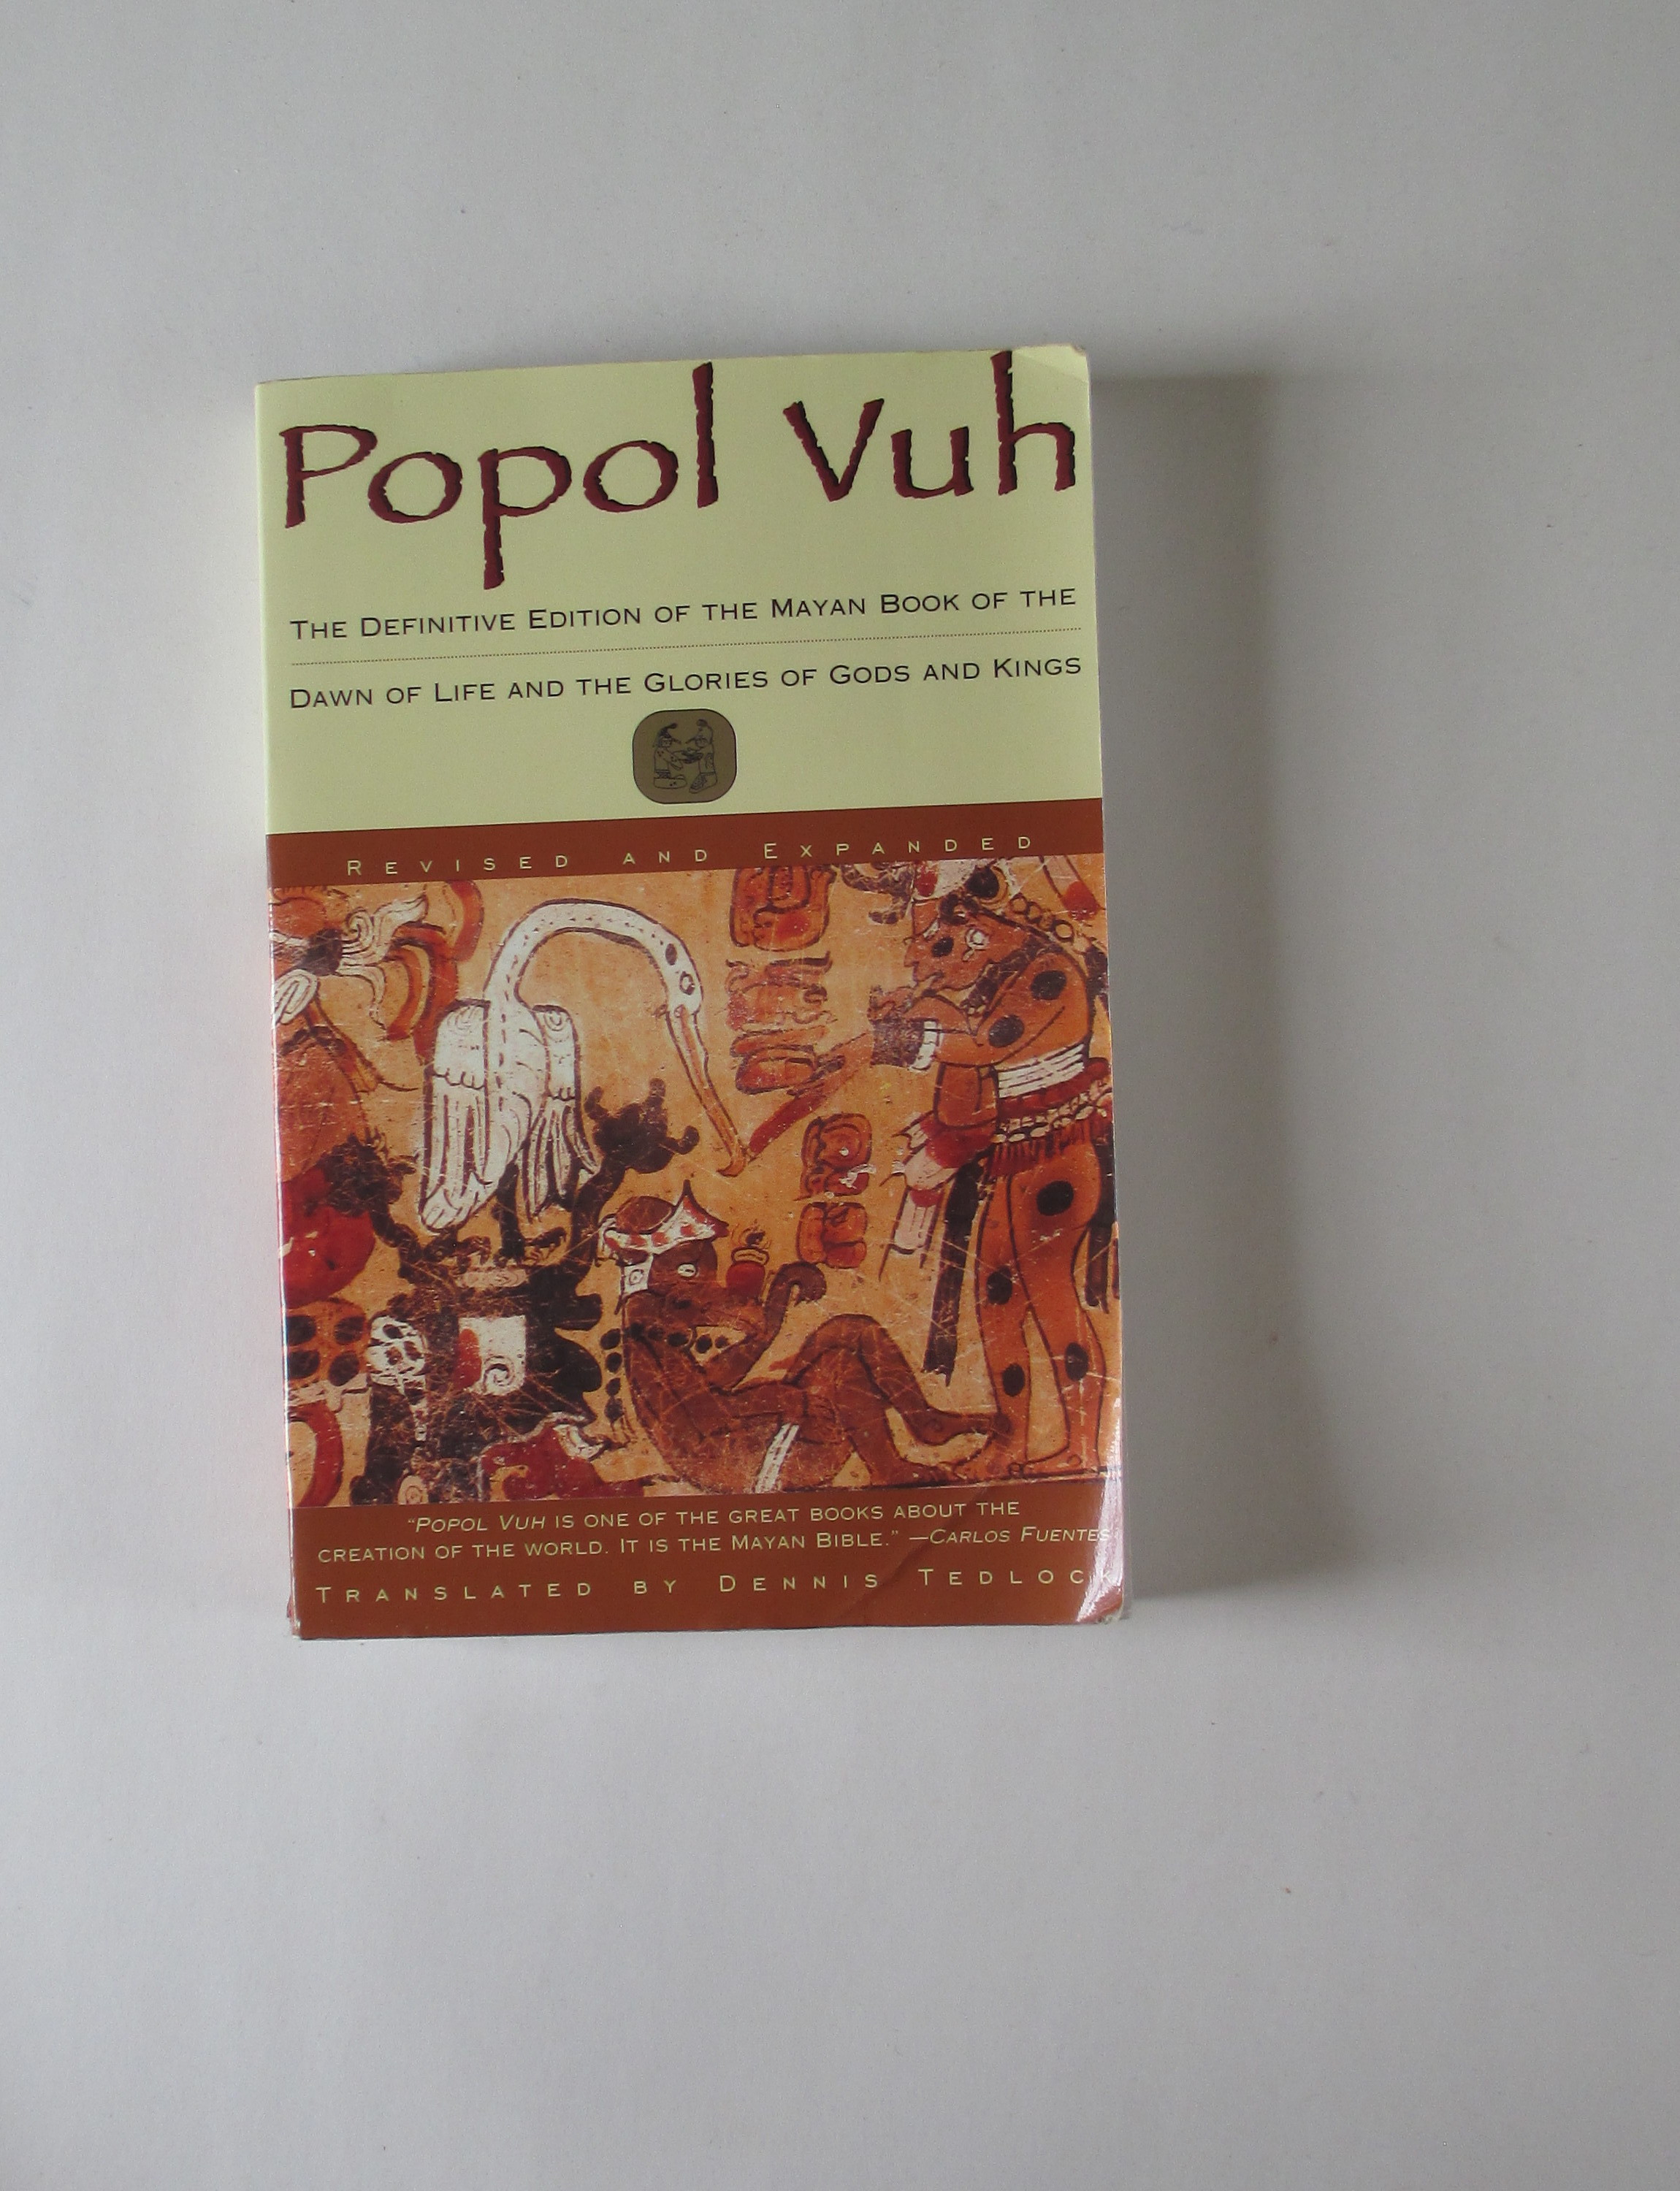 Popol Vuh
The Definitive Edition of the Mayan Book of the
Dawn of Life and the Glories of Gods and Kings
Revised and Expanded
“Popol Vuh is one of the great books about the
creation of the world. It is the Mayan Bible.” —Carlos Fuentes
Translated by Dennis Tedlock